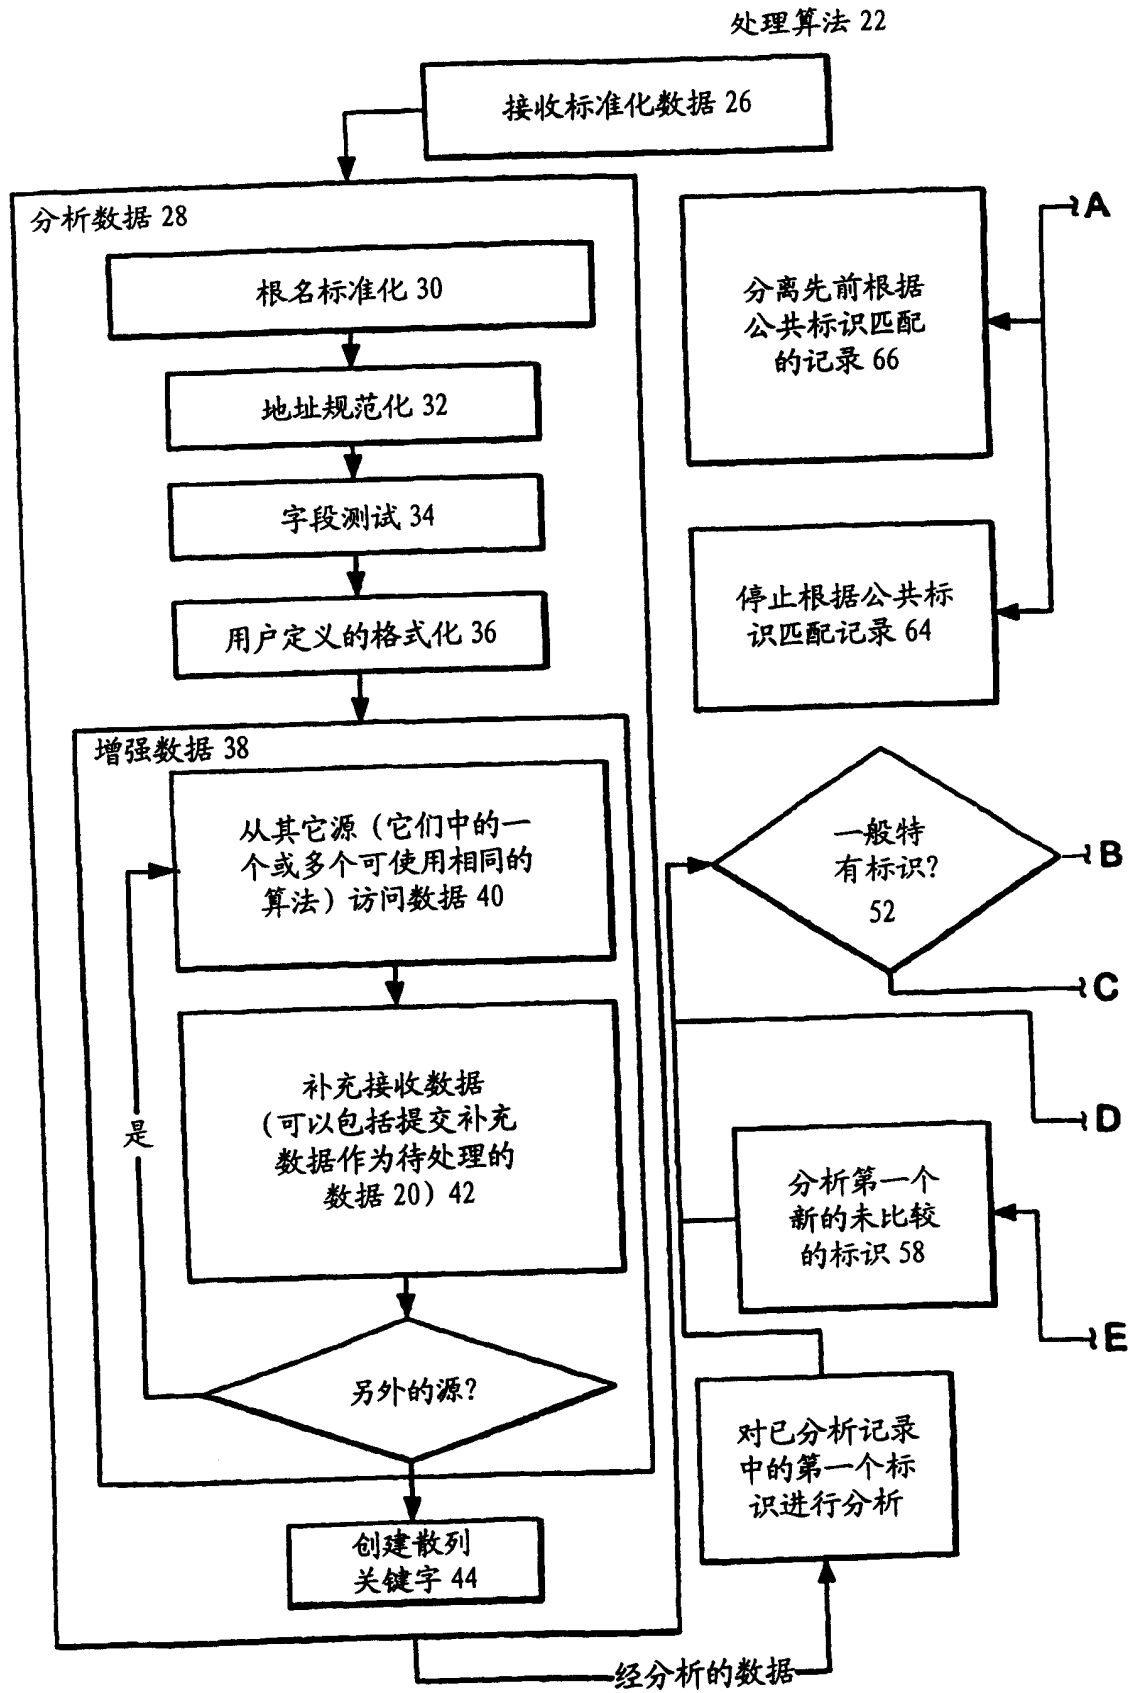 处理算法 22
接收标准化数据 26
分析数据 28
根名标准化 30
地址规范化 32
字段测试 34
用户定义的格式化 36
增强数据 38
从其它源（它们中的一
个或多个可使用相同的
算法）访问数据 40
补充接收数据
（可以包括提交补充
数据作为待处理的
数据 20）42
是
另外的源？
创建散列
关键字 44
经分析的数据
A
分离先前根据
公共标识匹配
的记录 66
停止根据公共标
识匹配记录 64
一般特
有标识？
52
B
C
D
分析第一个
新的未比较
的标识 58
E
对已分析记录
中的第一个标
识进行分析